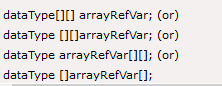 dataType[][] arrayRefVar; (or)
dataType [][]arrayRefVar; (or)
dataType arrayRefVar[][]; (or)
dataType []arrayRefVar[];